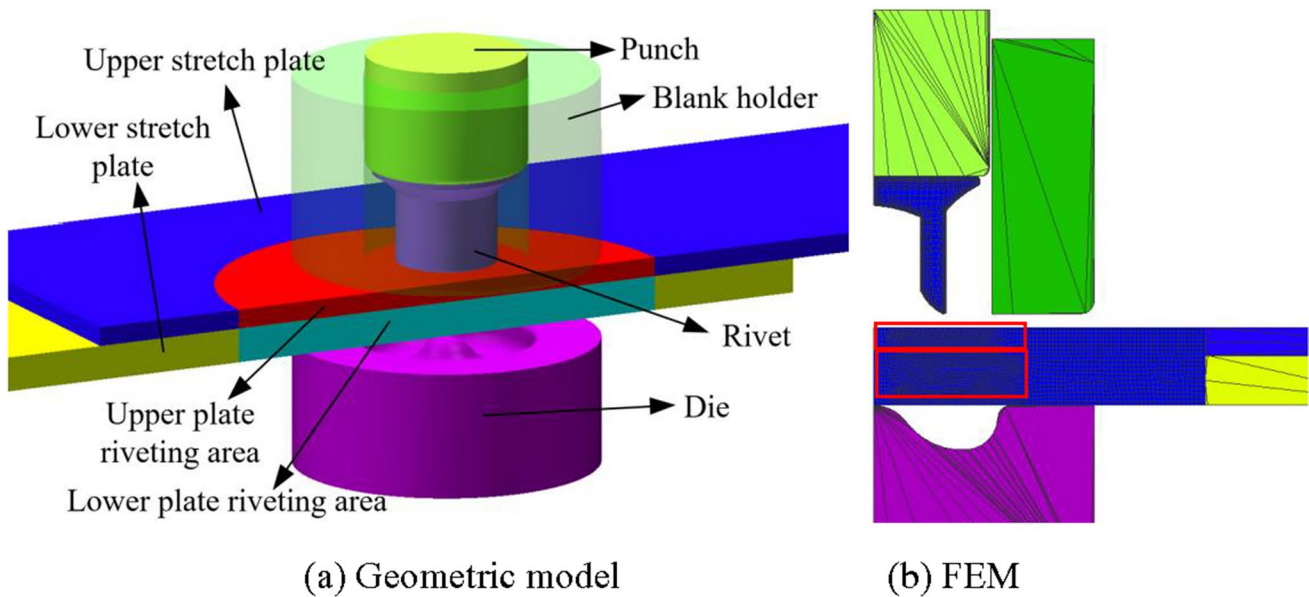 Upper stretch plate
Lower stretch
plate
Punch
Blank holder
Rivet
Die
Upper plate
riveting area
Lower plate riveting area
(a) Geometric model
(b) FEM